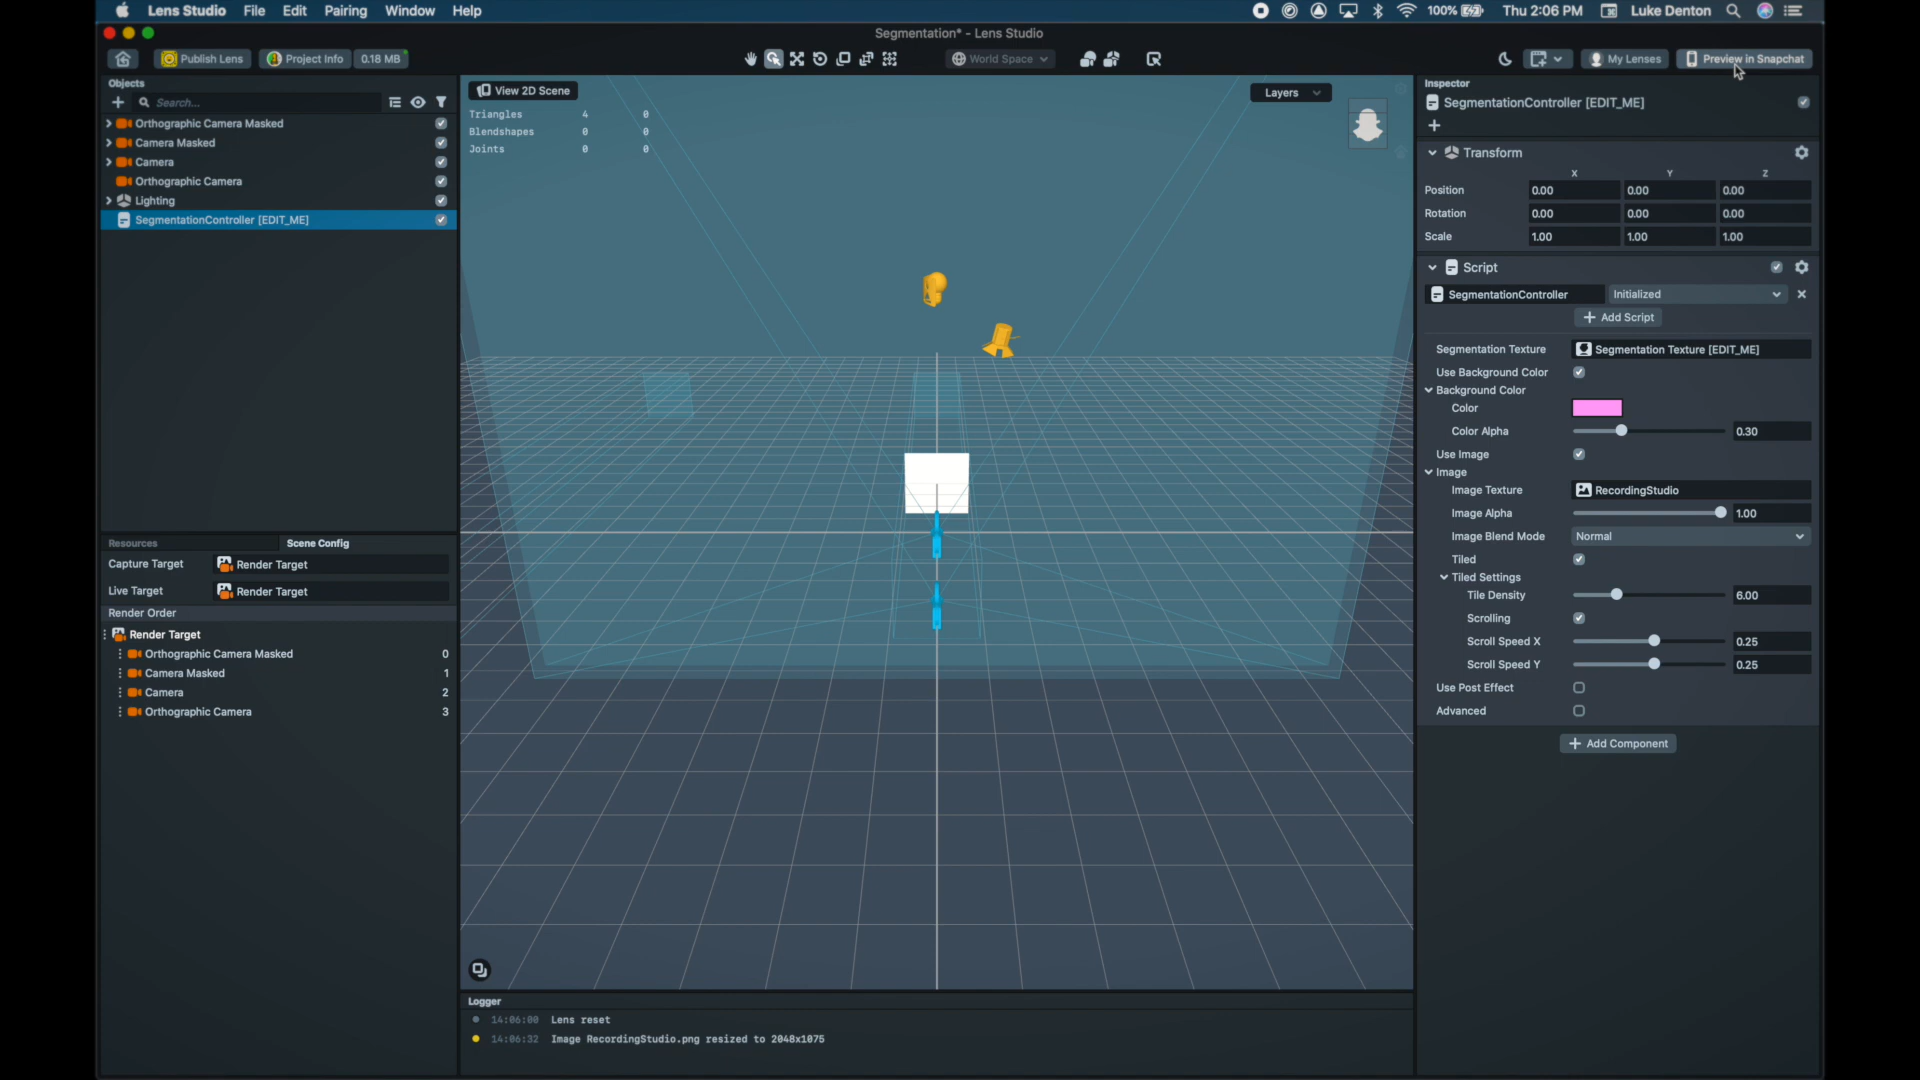 Lens Studio File Edit Pairing Window Help
100% Thu 2:06 PM Luke Denton
Segmentation* - Lens Studio
Publish Lens Project Info 0.18 MB World Space My Lenses Preview in Snapchat
Objects
Search...
Orthographic Camera Masked
Camera Masked
Camera
Orthographic Camera
Lighting
SegmentationController [EDIT_ME]
Resources Scene Config
Capture Target Render Target
Live Target Render Target
Render Order
Render Target
Orthographic Camera Masked 0
Camera Masked 1
Camera 2
Orthographic Camera 3
View 2D Scene Layers
Triangles 4 0
Blendshapes 0 0
Joints 0 0
Logger
14:06:00 Lens reset
14:06:32 Image RecordingStudio.png resized to 2048x1075
Inspector
SegmentationController [EDIT_ME]
Transform
X Y Z
Position 0.00 0.00 0.00
Rotation 0.00 0.00 0.00
Scale 1.00 1.00 1.00
Script
SegmentationController Initialized
Add Script
Segmentation Texture Segmentation Texture [EDIT_ME]
Use Background Color
Background Color
Color
Color Alpha 0.30
Use Image
Image
Image Texture RecordingStudio
Image Alpha 1.00
Image Blend Mode Normal
Tiled
Tiled Settings
Tile Density 6.00
Scrolling
Scroll Speed X 0.25
Scroll Speed Y 0.25
Use Post Effect
Advanced
Add Component